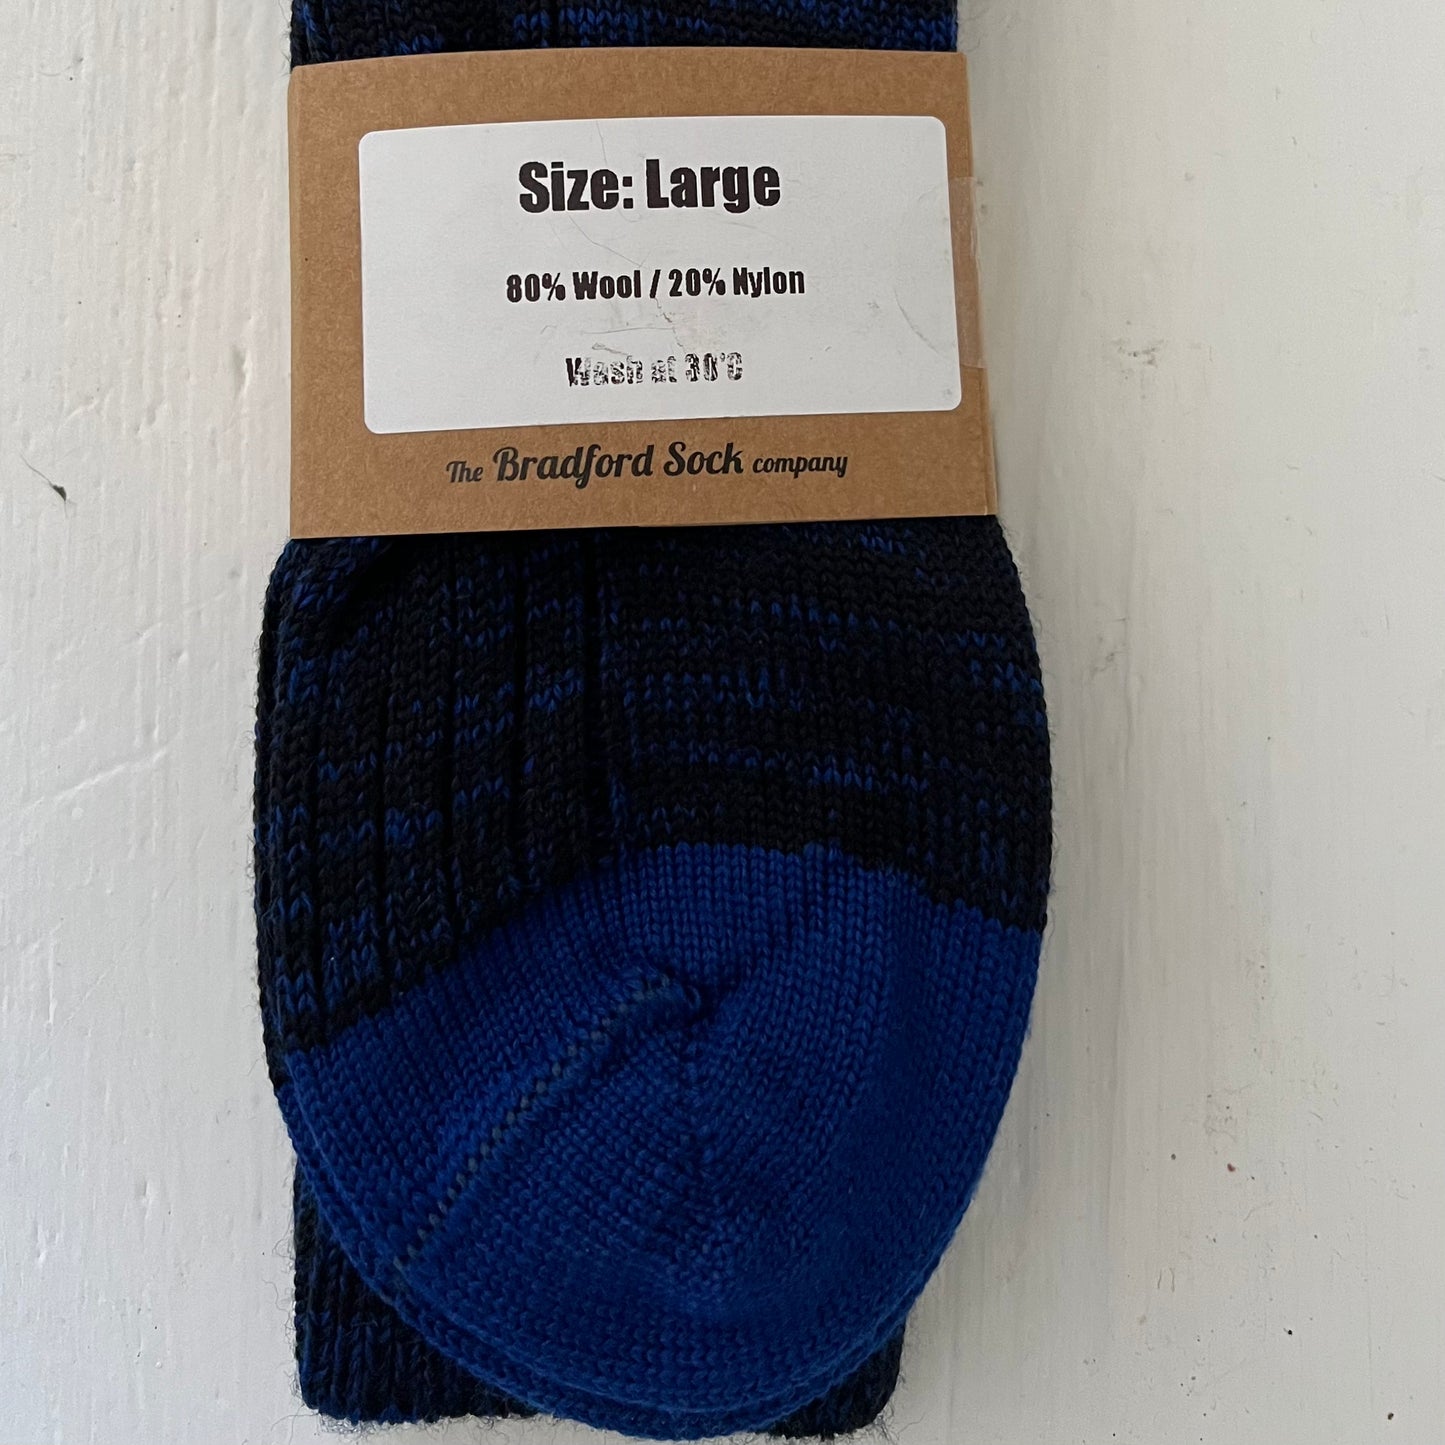 Size: Large
80% Wool / 20% Nylon
Wash at 30°C
The Bradford Sock company